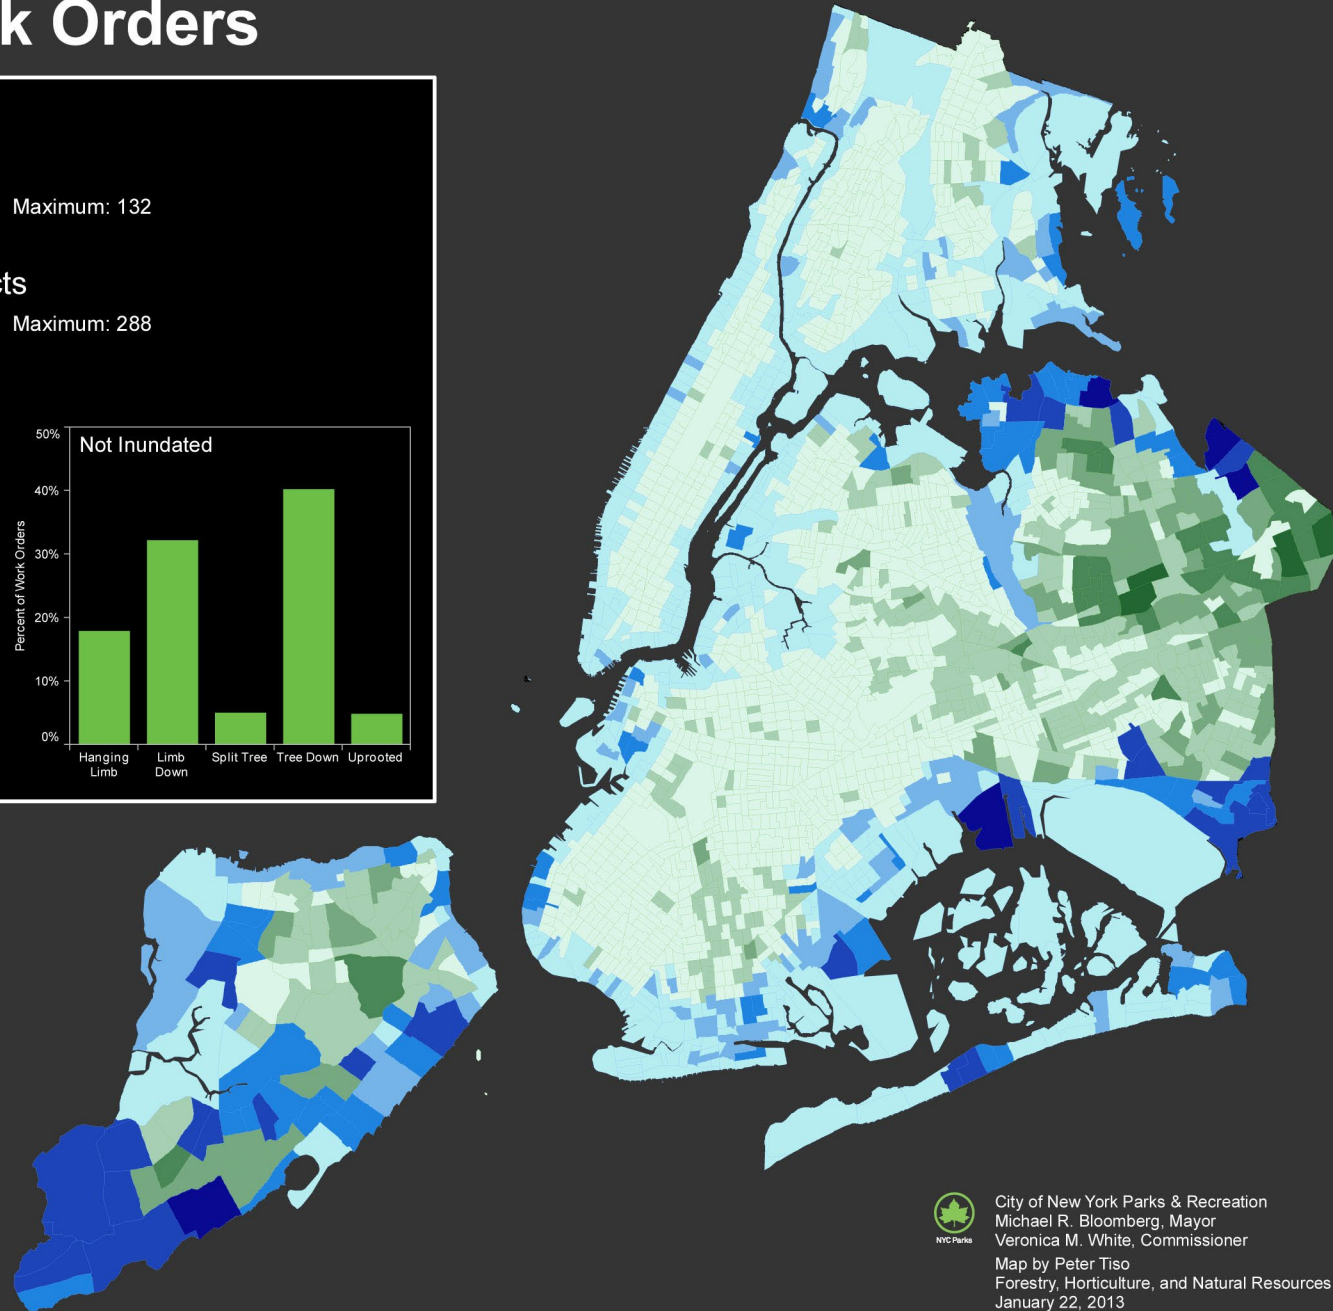 k Orders
Maximum: 132
cts
Maximum: 288
Not Inundated
50%
40%
30%
20%
10%
0%
Percent of Work Orders
Hanging
Limb
Limb
Down
Split Tree
Tree Down
Uprooted
NYC Parks
City of New York Parks & Recreation
Michael R. Bloomberg, Mayor
Veronica M. White, Commissioner
Map by Peter Tiso
Forestry, Horticulture, and Natural Resources
January 22, 2013